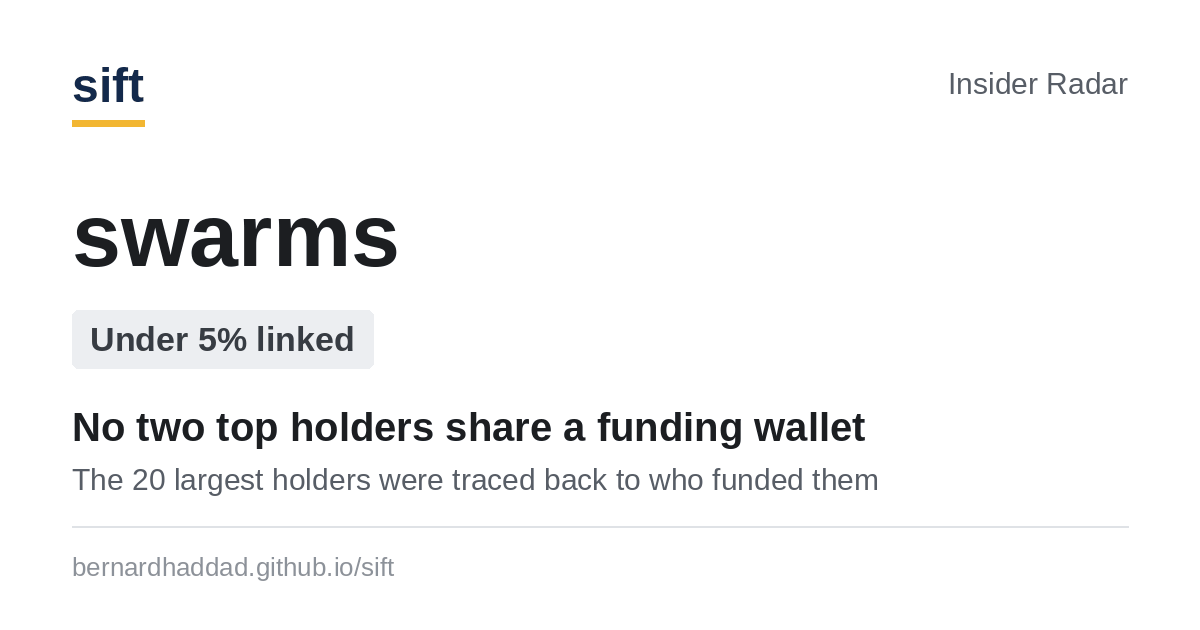 sift
Insider Radar
swarms
Under 5% linked
No two top holders share a funding wallet
The 20 largest holders were traced back to who funded them
bernardhaddad.github.io/sift